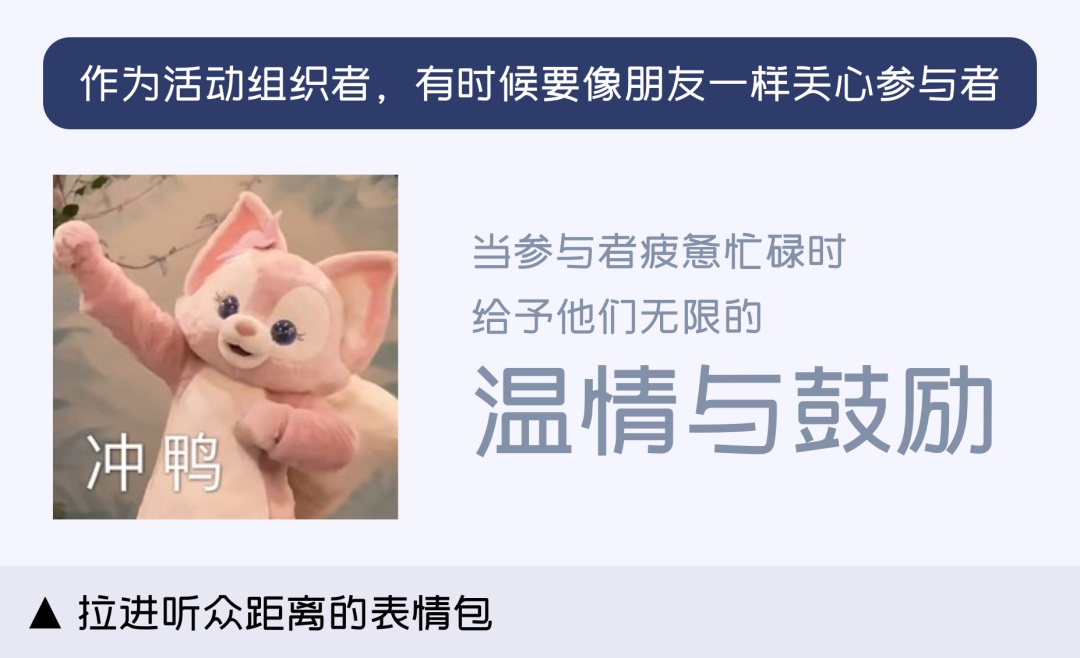 作为活动组织者，有时候要像朋友一样关心参与者
当参与者疲惫忙碌时
给予他们无限的
温情与鼓励
冲鸭
▲ 拉进听众距离的表情包